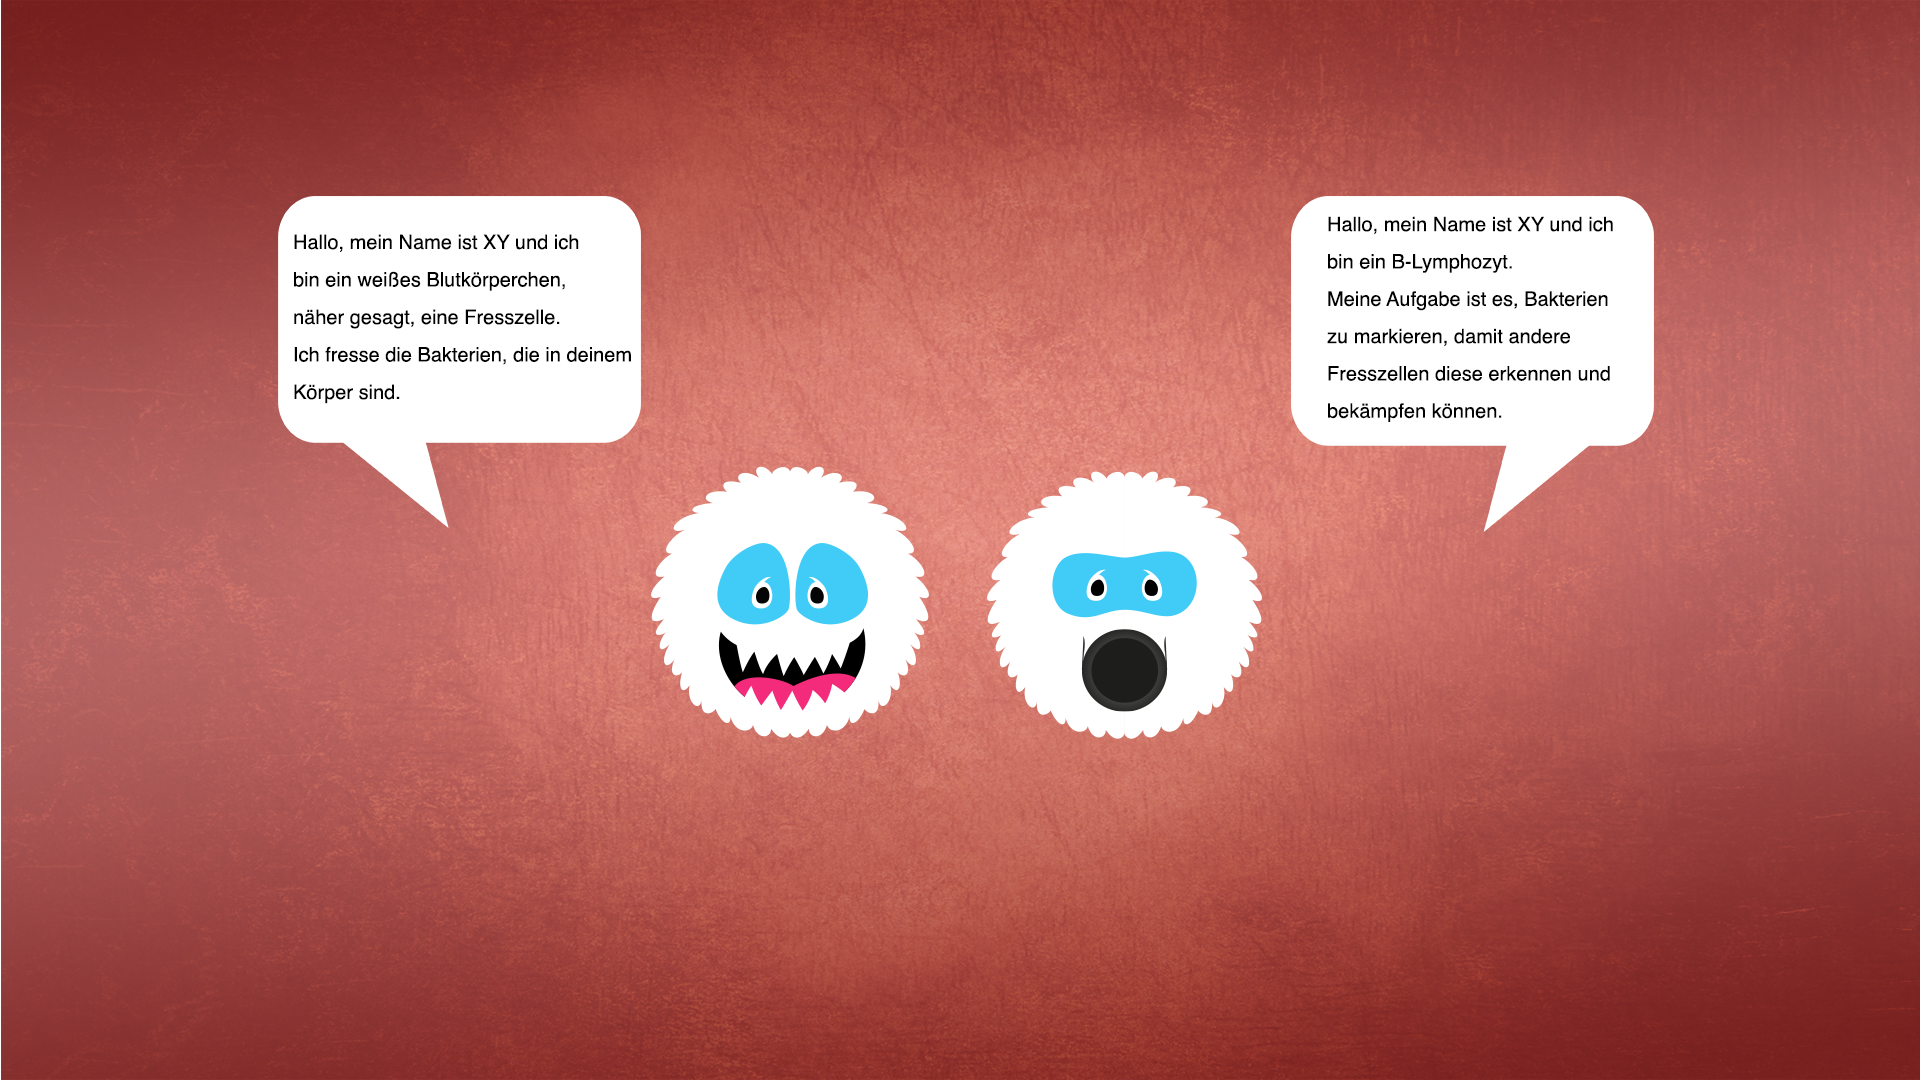 Hallo, mein Name ist XY und ich
bin ein weißes Blutkörperchen,
näher gesagt, eine Fresszelle.
Ich fresse die Bakterien, die in deinem
Körper sind.
Hallo, mein Name ist XY und ich
bin ein B-Lymphozyt.
Meine Aufgabe ist es, Bakterien
zu markieren, damit andere
Fresszellen diese erkennen und
bekämpfen können.